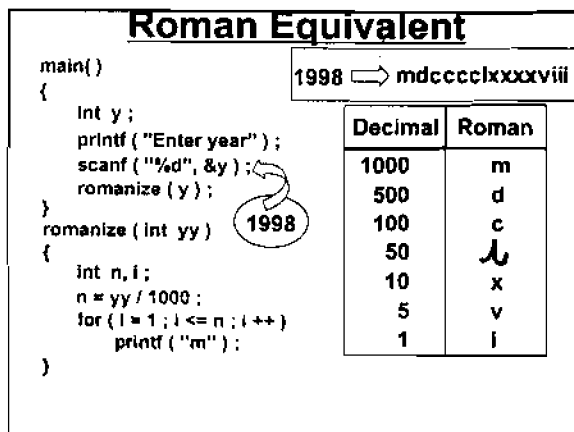 Roman Equivalent
main( )
{
int y ;
printf ( "Enter year" ) ;
scanf ( "%d", &y ) ;
romanize ( y ) ;
}
romanize ( int yy )
{
int n, i ;
n = yy / 1000 ;
for ( i = 1 ; i <= n ; i ++ )
printf ( "m" ) ;
}
1998
1998 ⇨ mdcccclxxxxviii
Decimal Roman
1000 m
500 d
100 c
50 l
10 x
5 v
1 i